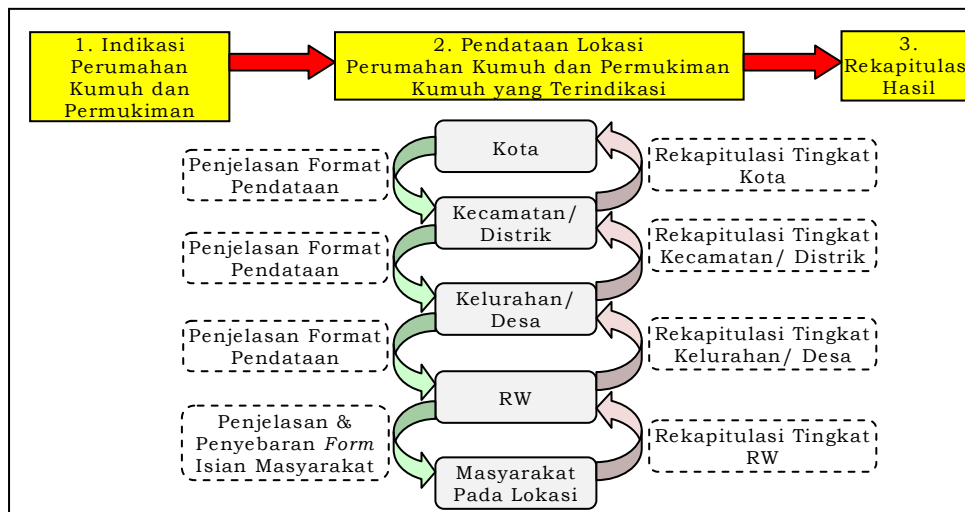 1. Indikasi
Perumahan
Kumuh dan
Permukiman
2. Pendataan Lokasi
Perumahan Kumuh dan Permukiman
Kumuh yang Terindikasi
3.
Rekapitulas
Hasil
Kota
Penjelasan Format
Pendataan
Rekapitulasi Tingkat
Kota
Kecamatan/
Distrik
Penjelasan Format
Pendataan
Rekapitulasi Tingkat
Kecamatan/ Distrik
Kelurahan/
Desa
Penjelasan Format
Pendataan
Rekapitulasi Tingkat
Kelurahan/ Desa
RW
Penjelasan &
Penyebaran Form
Isian Masyarakat
Rekapitulasi Tingkat
RW
Masyarakat
Pada Lokasi